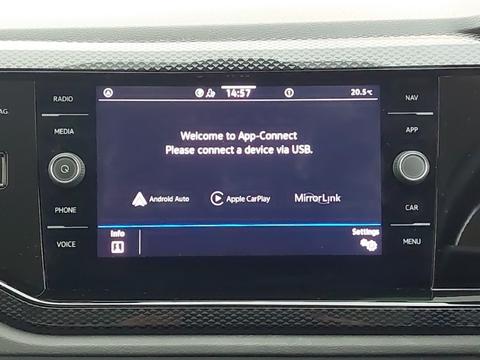 RADIO
MEDIA
PHONE
VOICE
AG.
14:57
20.5°C
Welcome to App-Connect
Please connect a device via USB.
Android Auto
Apple CarPlay
MirrorLink
Info
Settings
NAV
APP
CAR
MENU